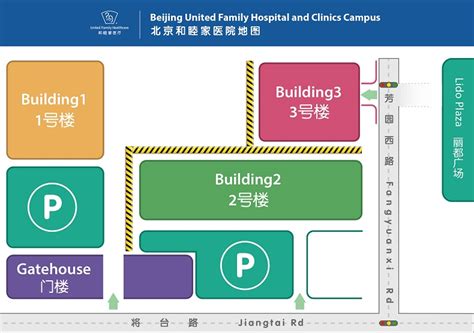 United Family Healthcare
和睦家医疗
Beijing United Family Hospital and Clinics Campus
北京和睦家医院地图
Building1
1号楼
Building3
3号楼
芳园西路
Fangyuanxi Rd
Lido Plaza
丽都广场
P
Building2
2号楼
P
Gatehouse
门楼
将台路
Jiangtai Rd